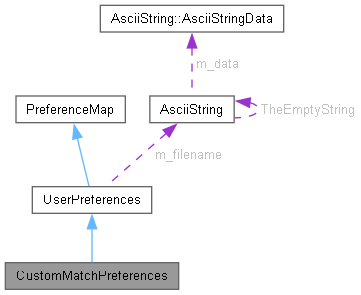 AsciiString::AsciiStringData
m_data
PreferenceMap
AsciiString
TheEmptyString
m_filename
UserPreferences
CustomMatchPreferences